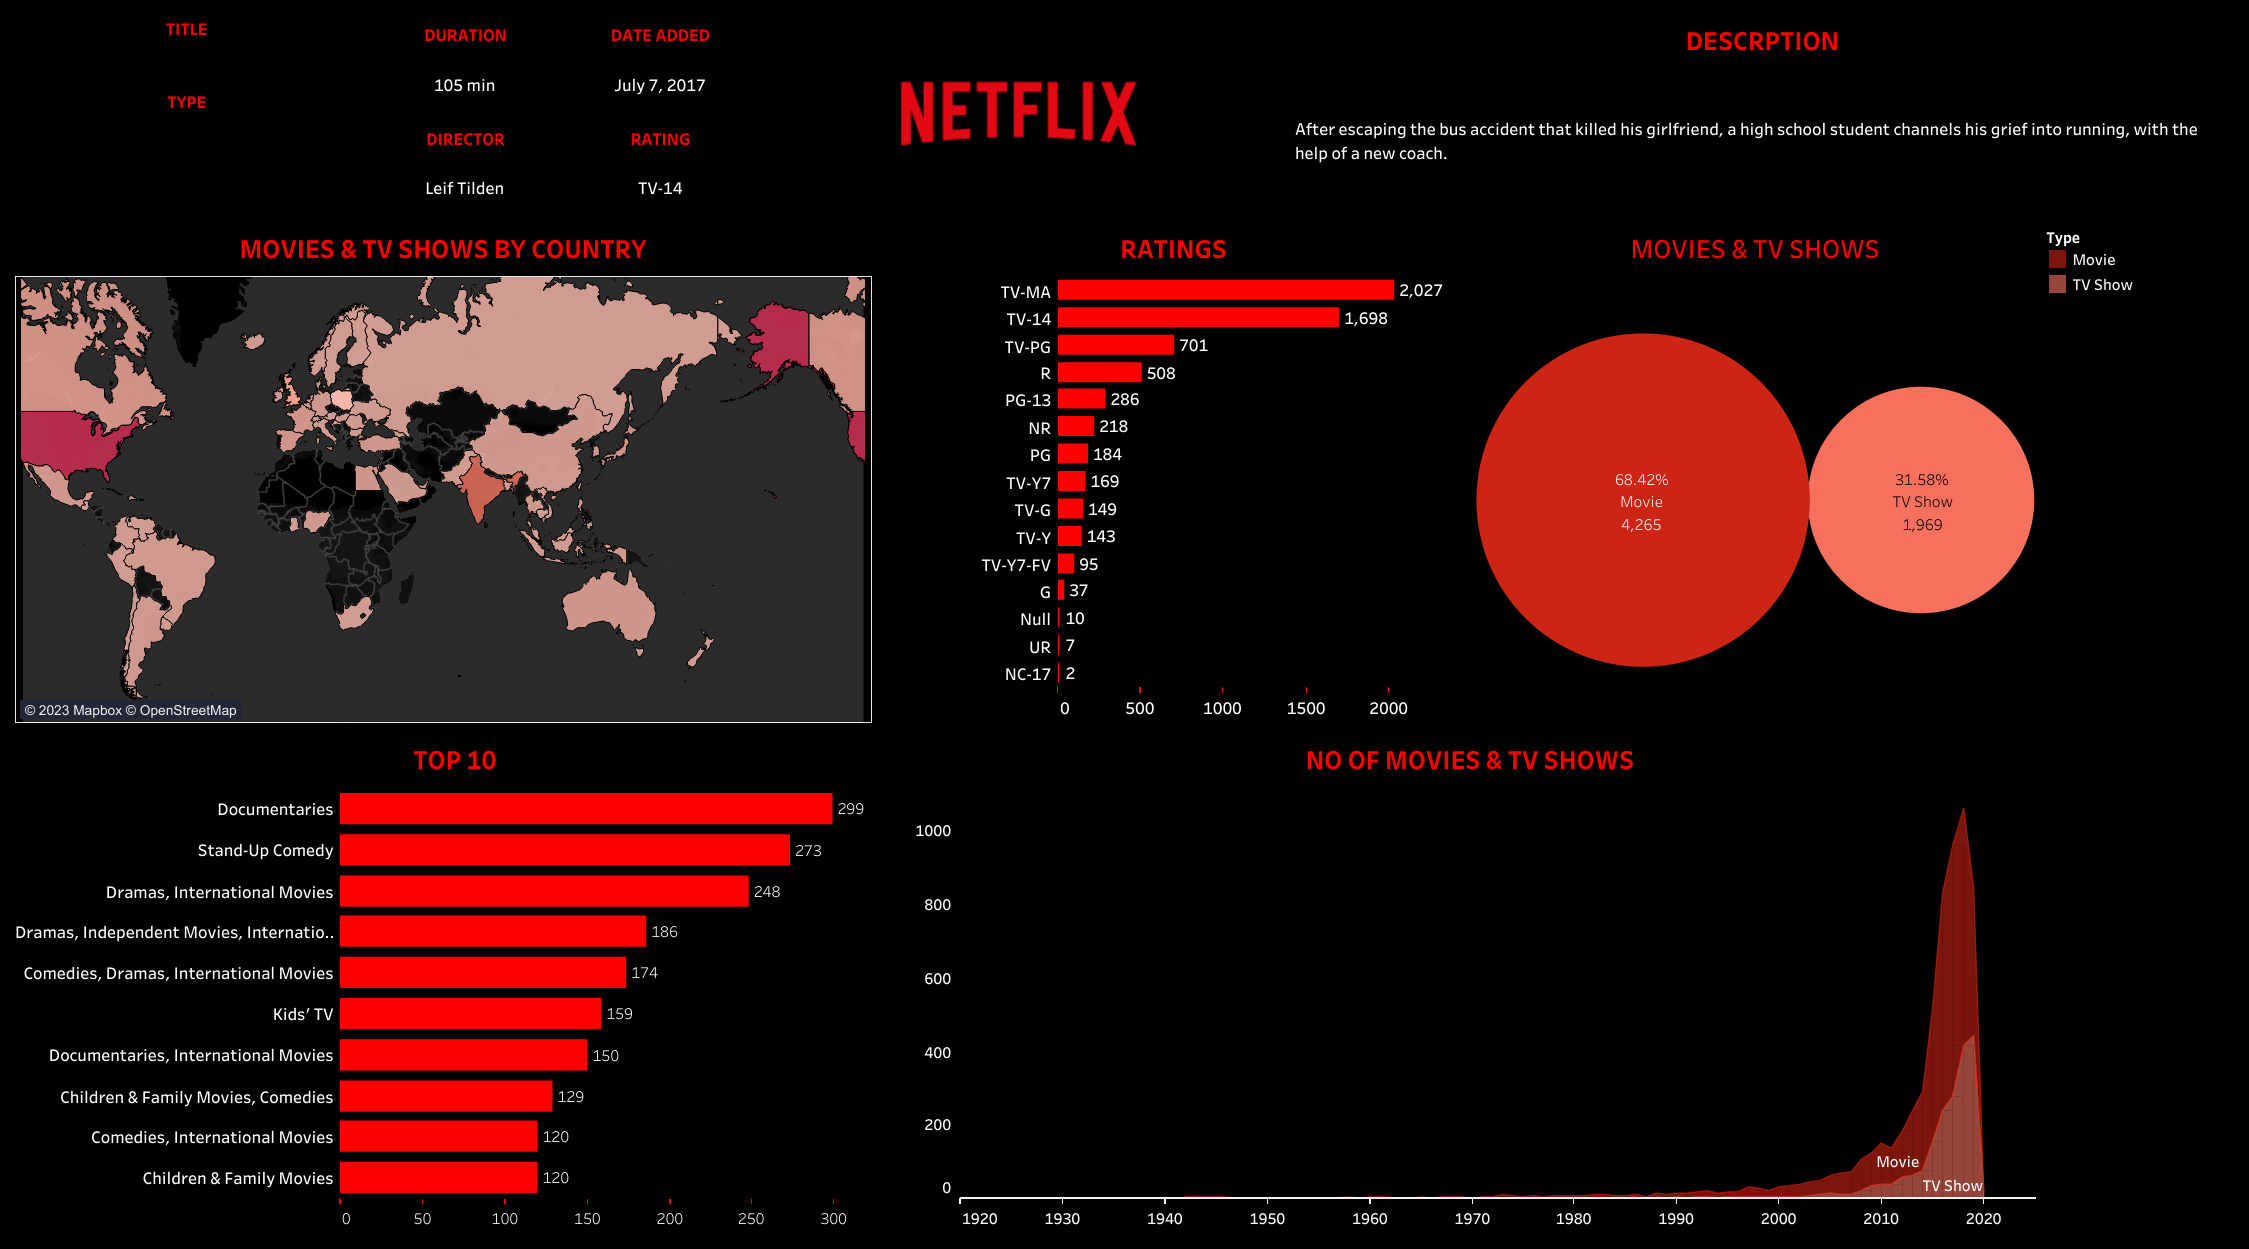 TITLE
TYPE
DURATION
105 min
DATE ADDED
July 7, 2017
DIRECTOR
Leif Tilden
RATING
TV-14
NETFLIX
DESCRPTION
After escaping the bus accident that killed his girlfriend, a high school student channels his grief into running, with the
help of a new coach.
MOVIES & TV SHOWS BY COUNTRY
© 2023 Mapbox © OpenStreetMap
RATINGS
TV-MA 2,027
TV-14 1,698
TV-PG 701
R 508
PG-13 286
NR 218
PG 184
TV-Y7 169
TV-G 149
TV-Y 143
TV-Y7-FV 95
G 37
Null 10
UR 7
NC-17 2
0 500 1000 1500 2000
MOVIES & TV SHOWS
Type
Movie
TV Show
68.42%
Movie
4,265
31.58%
TV Show
1,969
TOP 10
Documentaries 299
Stand-Up Comedy 273
Dramas, International Movies 248
Dramas, Independent Movies, Internatio.. 186
Comedies, Dramas, International Movies 174
Kids' TV 159
Documentaries, International Movies 150
Children & Family Movies, Comedies 129
Comedies, International Movies 120
Children & Family Movies 120
0 50 100 150 200 250 300
NO OF MOVIES & TV SHOWS
1000
800
600
400
200
0
Movie
TV Show
1920 1930 1940 1950 1960 1970 1980 1990 2000 2010 2020